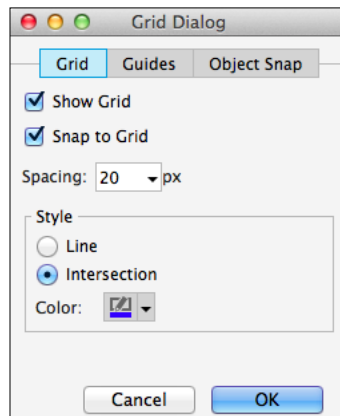 Grid Dialog
Grid Guides Object Snap
Show Grid
Snap to Grid
Spacing: 20 px
Style
Line
Intersection
Color:
Cancel OK